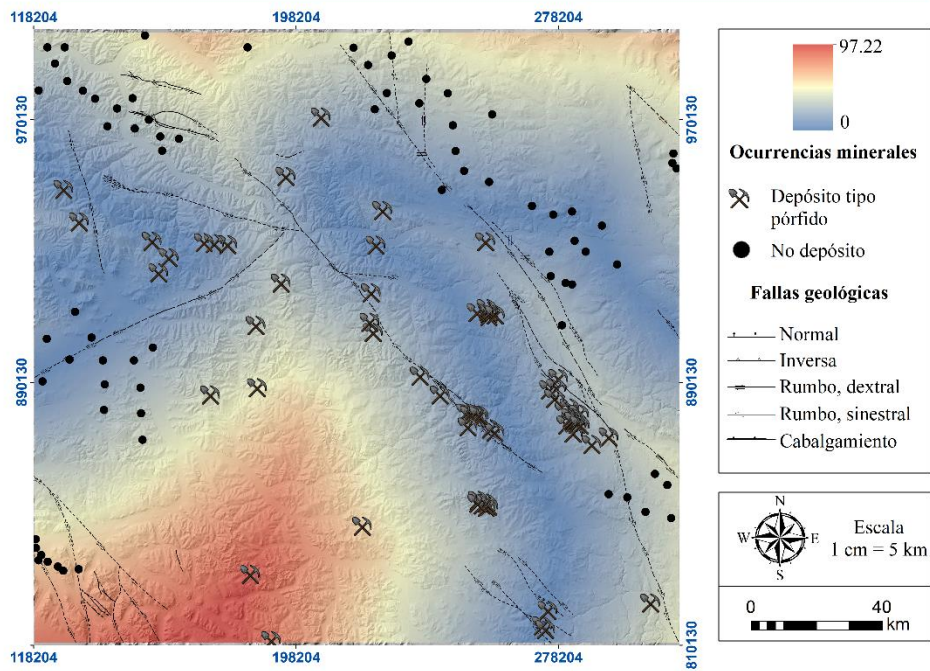 118204
198204
278204
970130
890130
970130
890130
810130
118204
198204
278204
97.22
0
Ocurrencias minerales
Depósito tipo
pórfido
No depósito
Fallas geológicas
Normal
Inversa
Rumbo, dextral
Rumbo, sinestral
Cabalgamiento
N
W
E
S
Escala
1 cm = 5 km
0
40
km